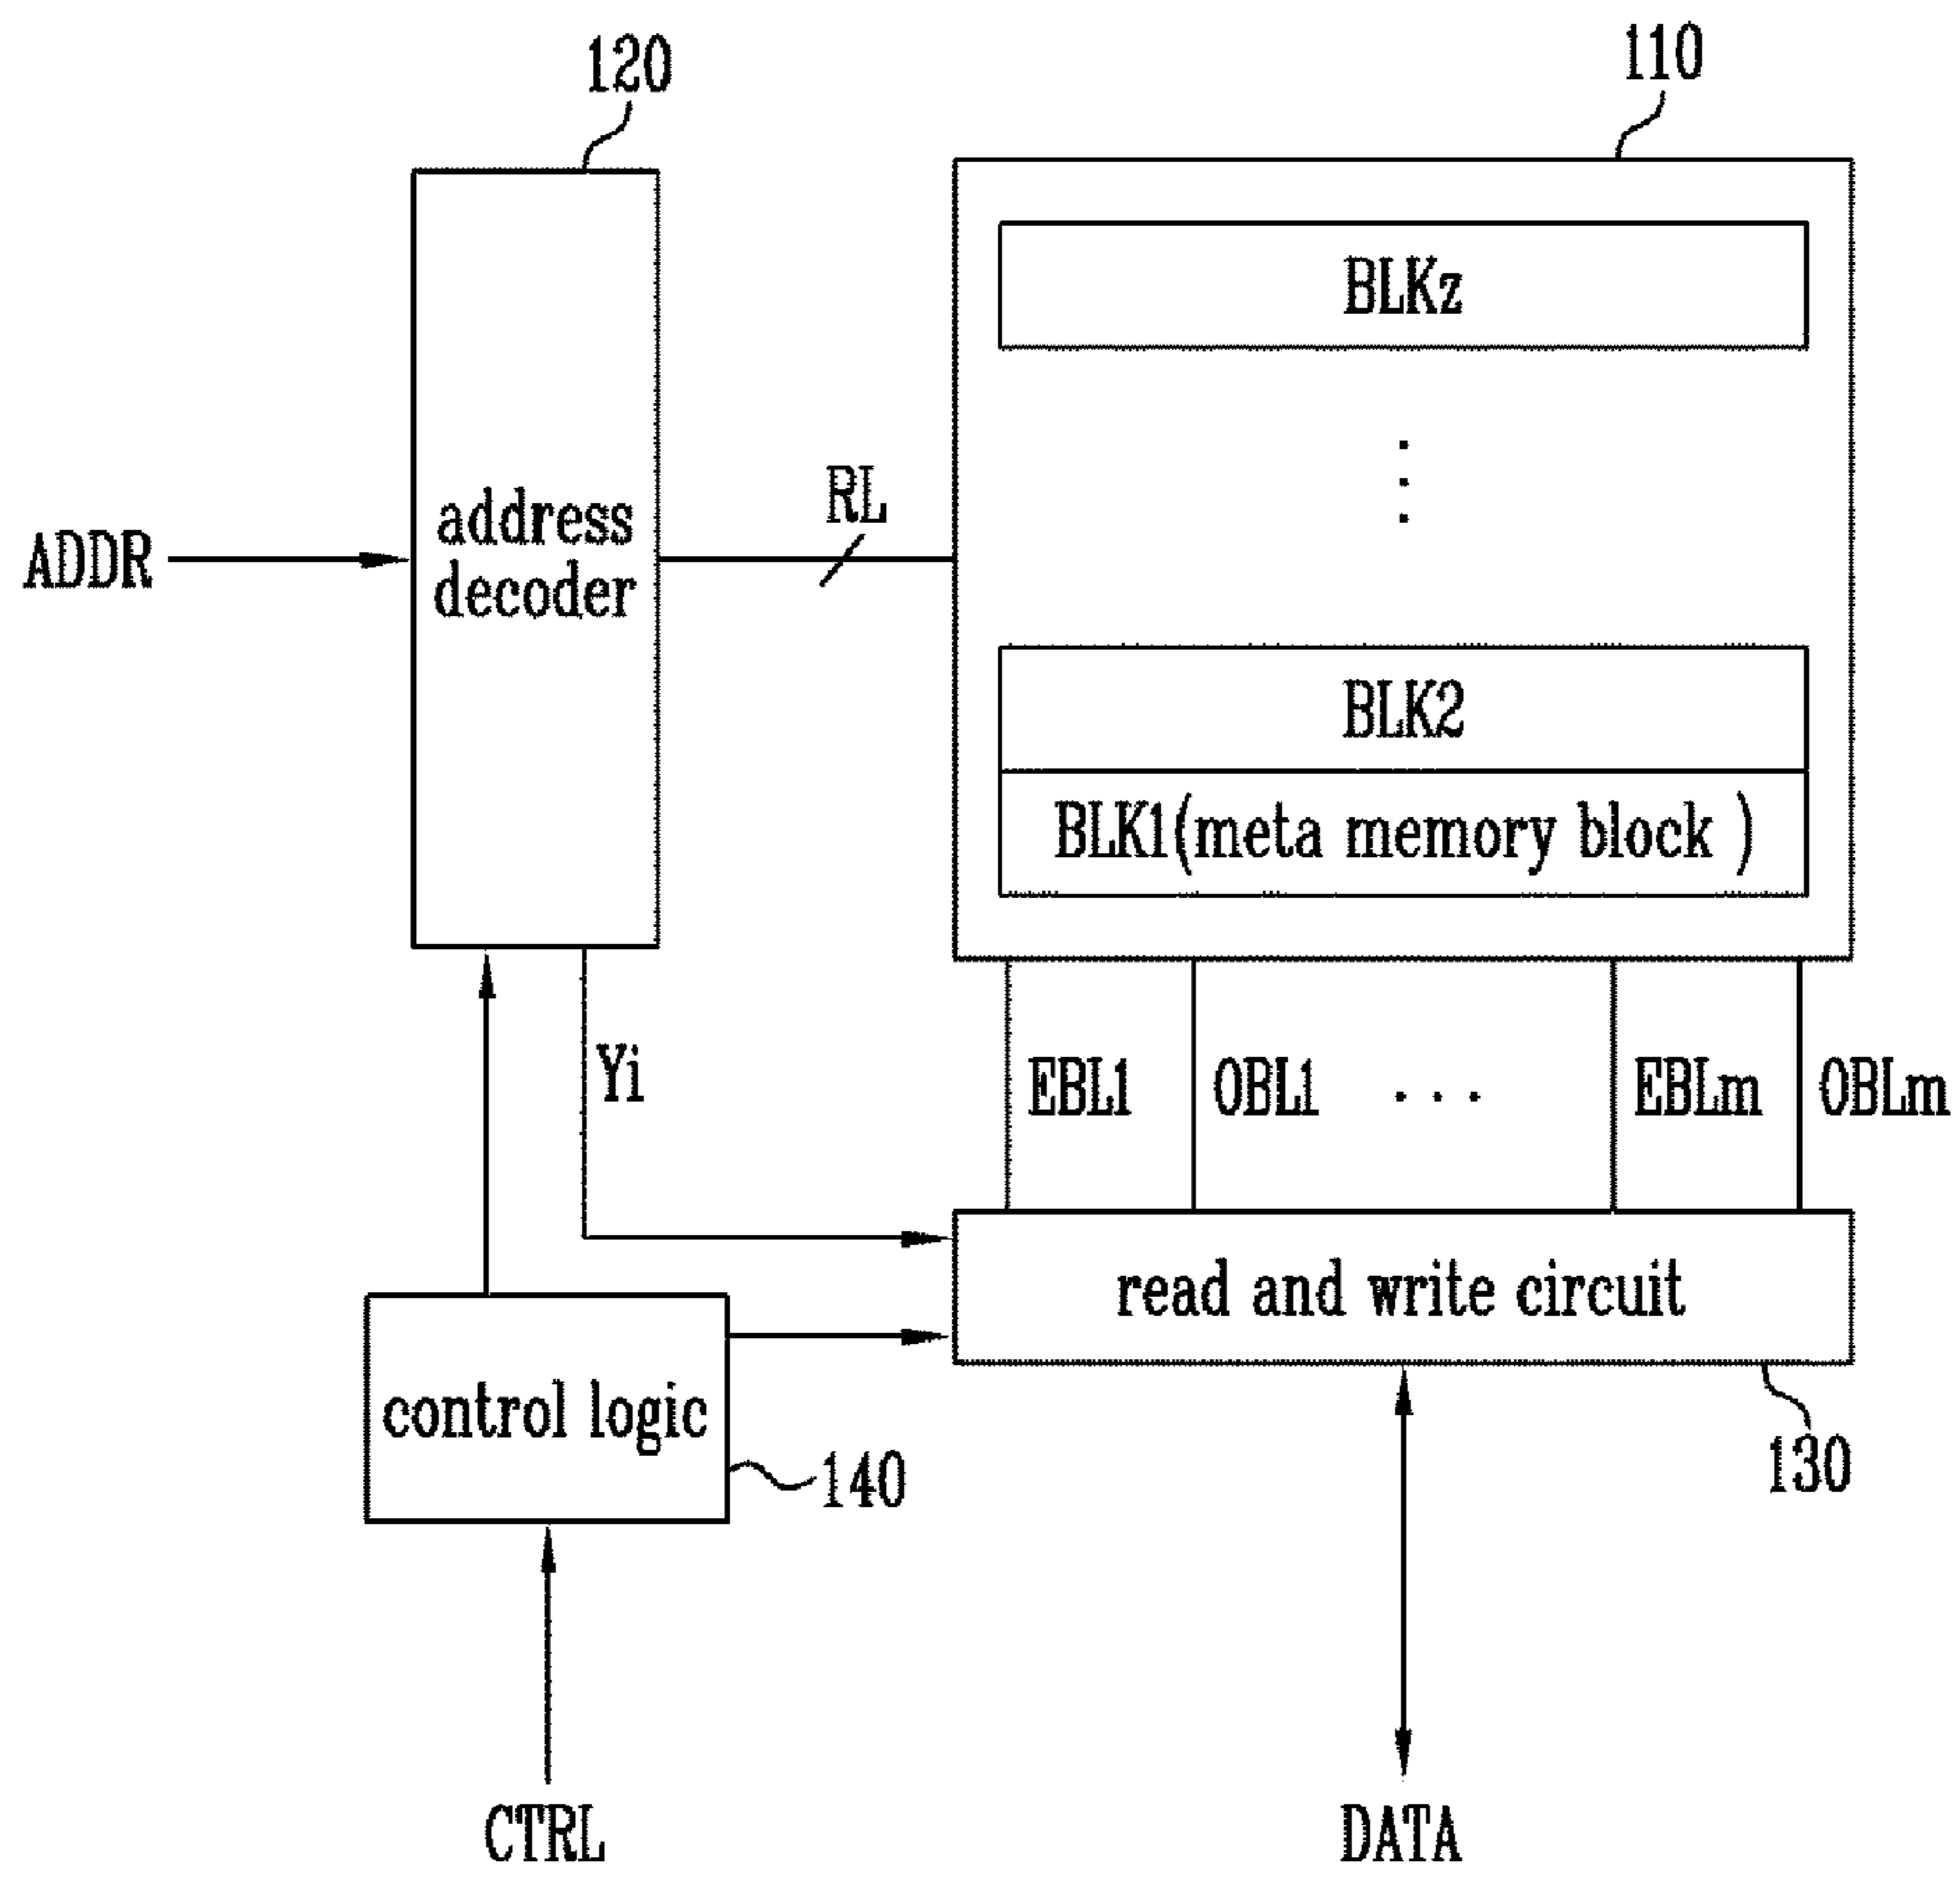 120
110
BLKz
ADDR
address
decoder
RL
BLK2
BLK1(meta memory block )
Yi
EBL1
OBL1
. . .
EBLm
OBLm
read and write circuit
control logic
140
130
CTRL
DATA